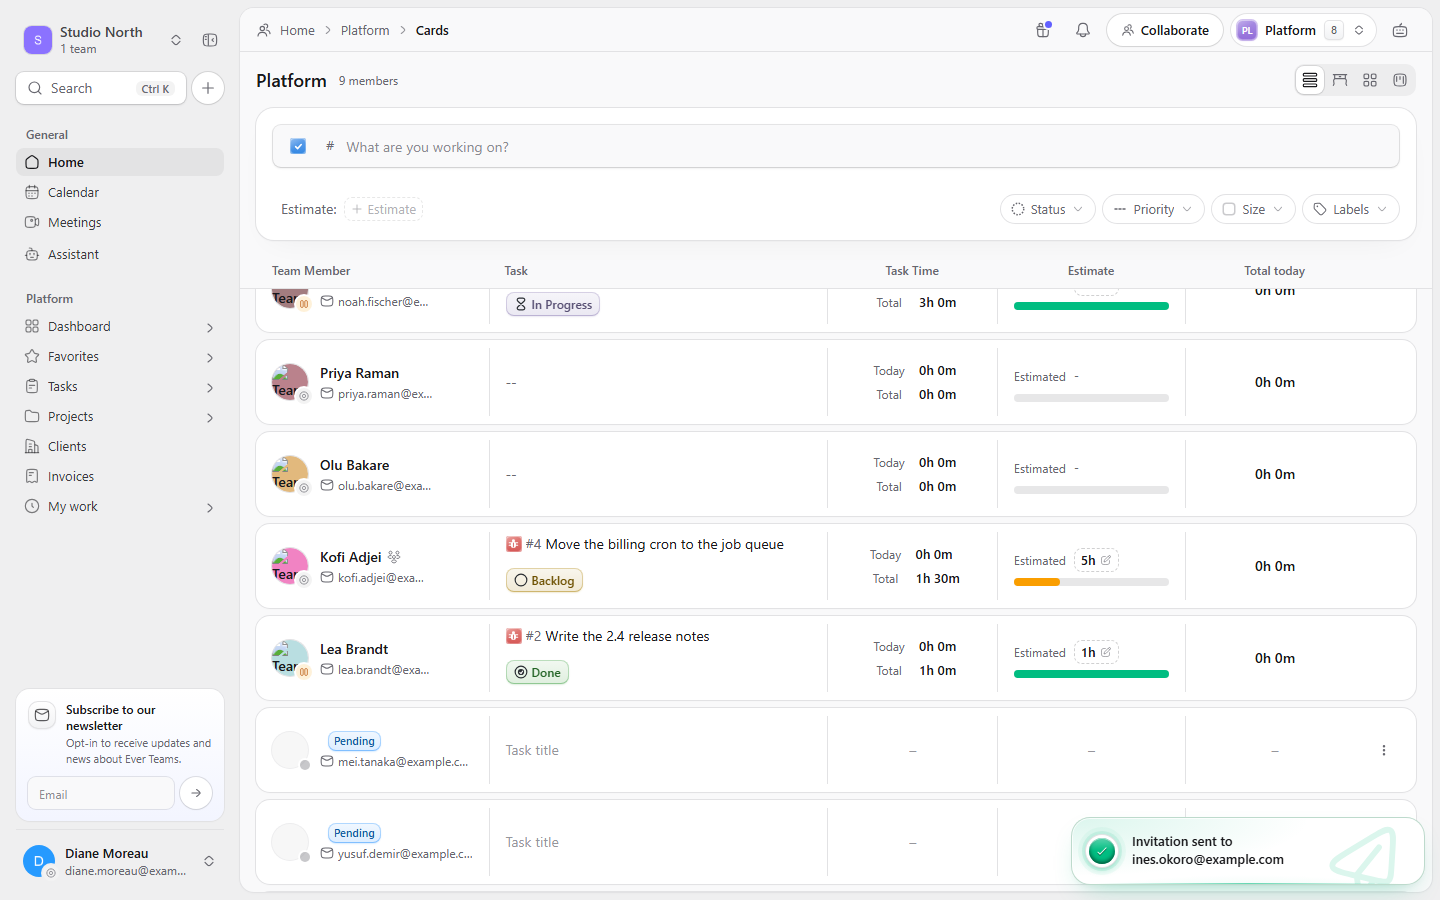 S
Studio North
1 team
Search
Ctrl K
General
Home
Calendar
Meetings
Assistant
Platform
Dashboard
Favorites
Tasks
Projects
Clients
Invoices
My work
Subscribe to our
newsletter
Opt-in to receive updates and
news about Ever Teams.
Email
D
Diane Moreau
diane.moreau@exam...
Home
Platform
Cards
Collaborate
PL
Platform
8
Platform
9 members
# What are you working on?
Estimate:
+ Estimate
Status
Priority
Size
Labels
Team Member
Task
Task Time
Estimate
Total today
Tea
noah.fischer@e...
In Progress
Total 3h 0m
0h 0m
Tea
Priya Raman
priya.raman@ex...
--
Today 0h 0m
Total 0h 0m
Estimated -
0h 0m
Tea
Olu Bakare
olu.bakare@exa...
--
Today 0h 0m
Total 0h 0m
Estimated -
0h 0m
Tea
Kofi Adjei
kofi.adjei@exa...
#4 Move the billing cron to the job queue
Backlog
Today 0h 0m
Total 1h 30m
Estimated 5h
0h 0m
Tea
Lea Brandt
lea.brandt@exa...
#2 Write the 2.4 release notes
Done
Today 0h 0m
Total 1h 0m
Estimated 1h
0h 0m
Pending
mei.tanaka@example.c...
Task title
–
–
–
Pending
yusuf.demir@example.c...
Task title
–
Invitation sent to
ines.okoro@example.com